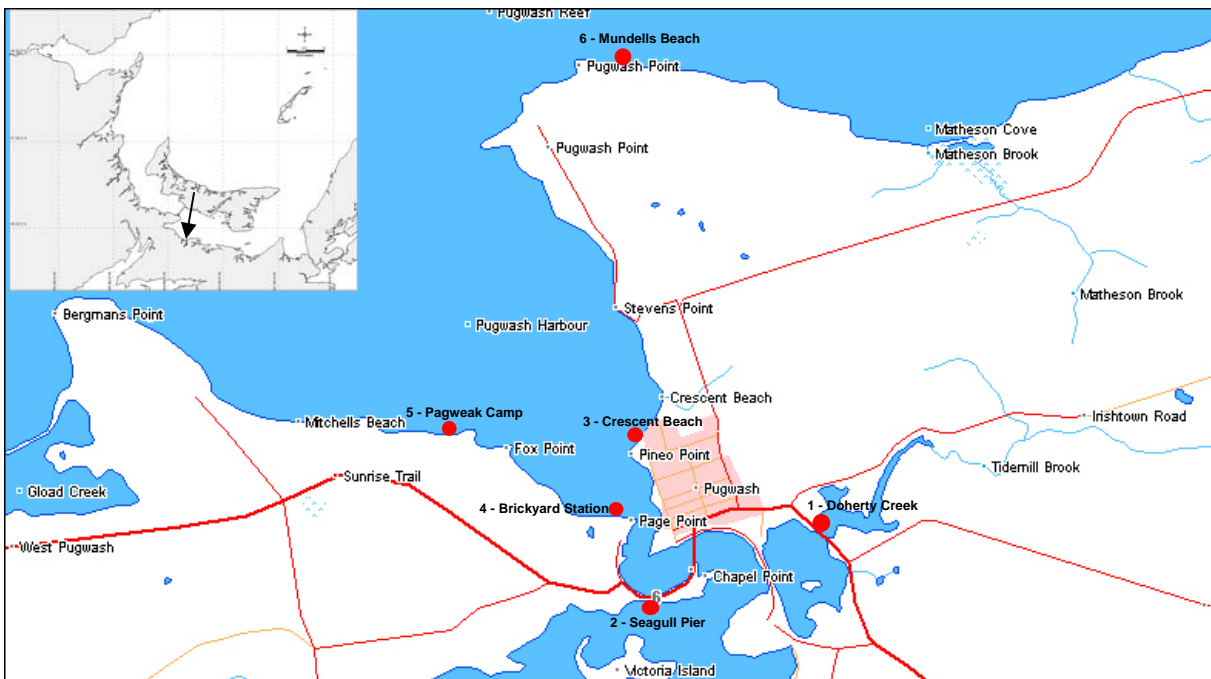 Pugwash Reef
6 - Mundells Beach
Pugwash Point
Matheson Cove
Pugwash Point
Matheson Brook
Matheson Brook
Stevens Point
Bergmans Point
Pugwash Harbour
Crescent Beach
5 - Pagweak Camp
3 - Crescent Beach
Irishtown Road
Mitchells Beach
Fox Point
Pineo Point
Tidemill Brook
Sunrise Trail
Gload Creek
Pugwash
4 - Brickyard Station
1 - Doherty Creek
Page Point
West Pugwash
Chapel Point
6
2 - Seagull Pier
Victoria Island